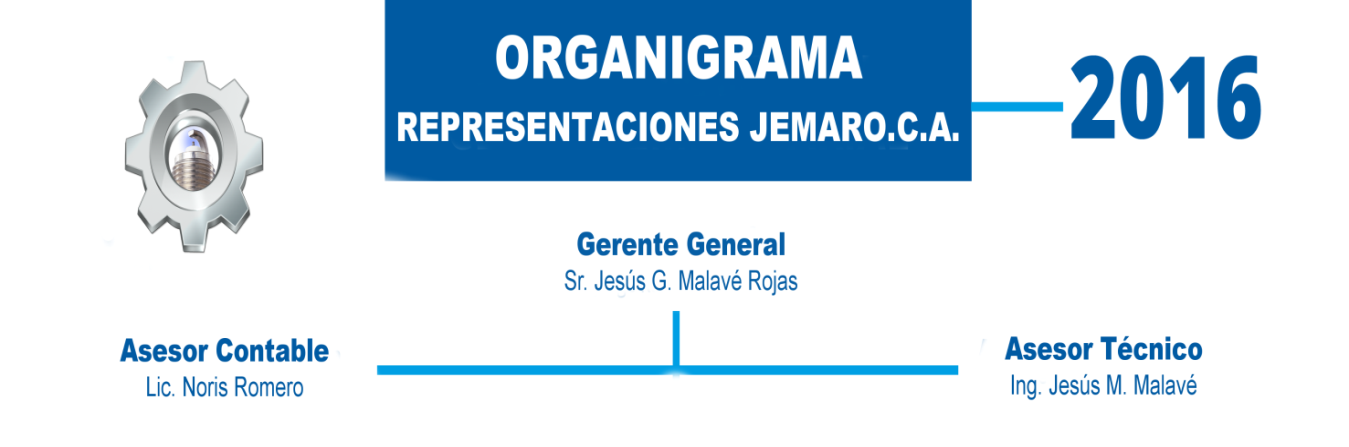 ORGANIGRAMA
REPRESENTACIONES JEMARO.C.A.
2016
Gerente General
Sr. Jesús G. Malavé Rojas
Asesor Contable
Lic. Noris Romero
Asesor Técnico
Ing. Jesús M. Malavé